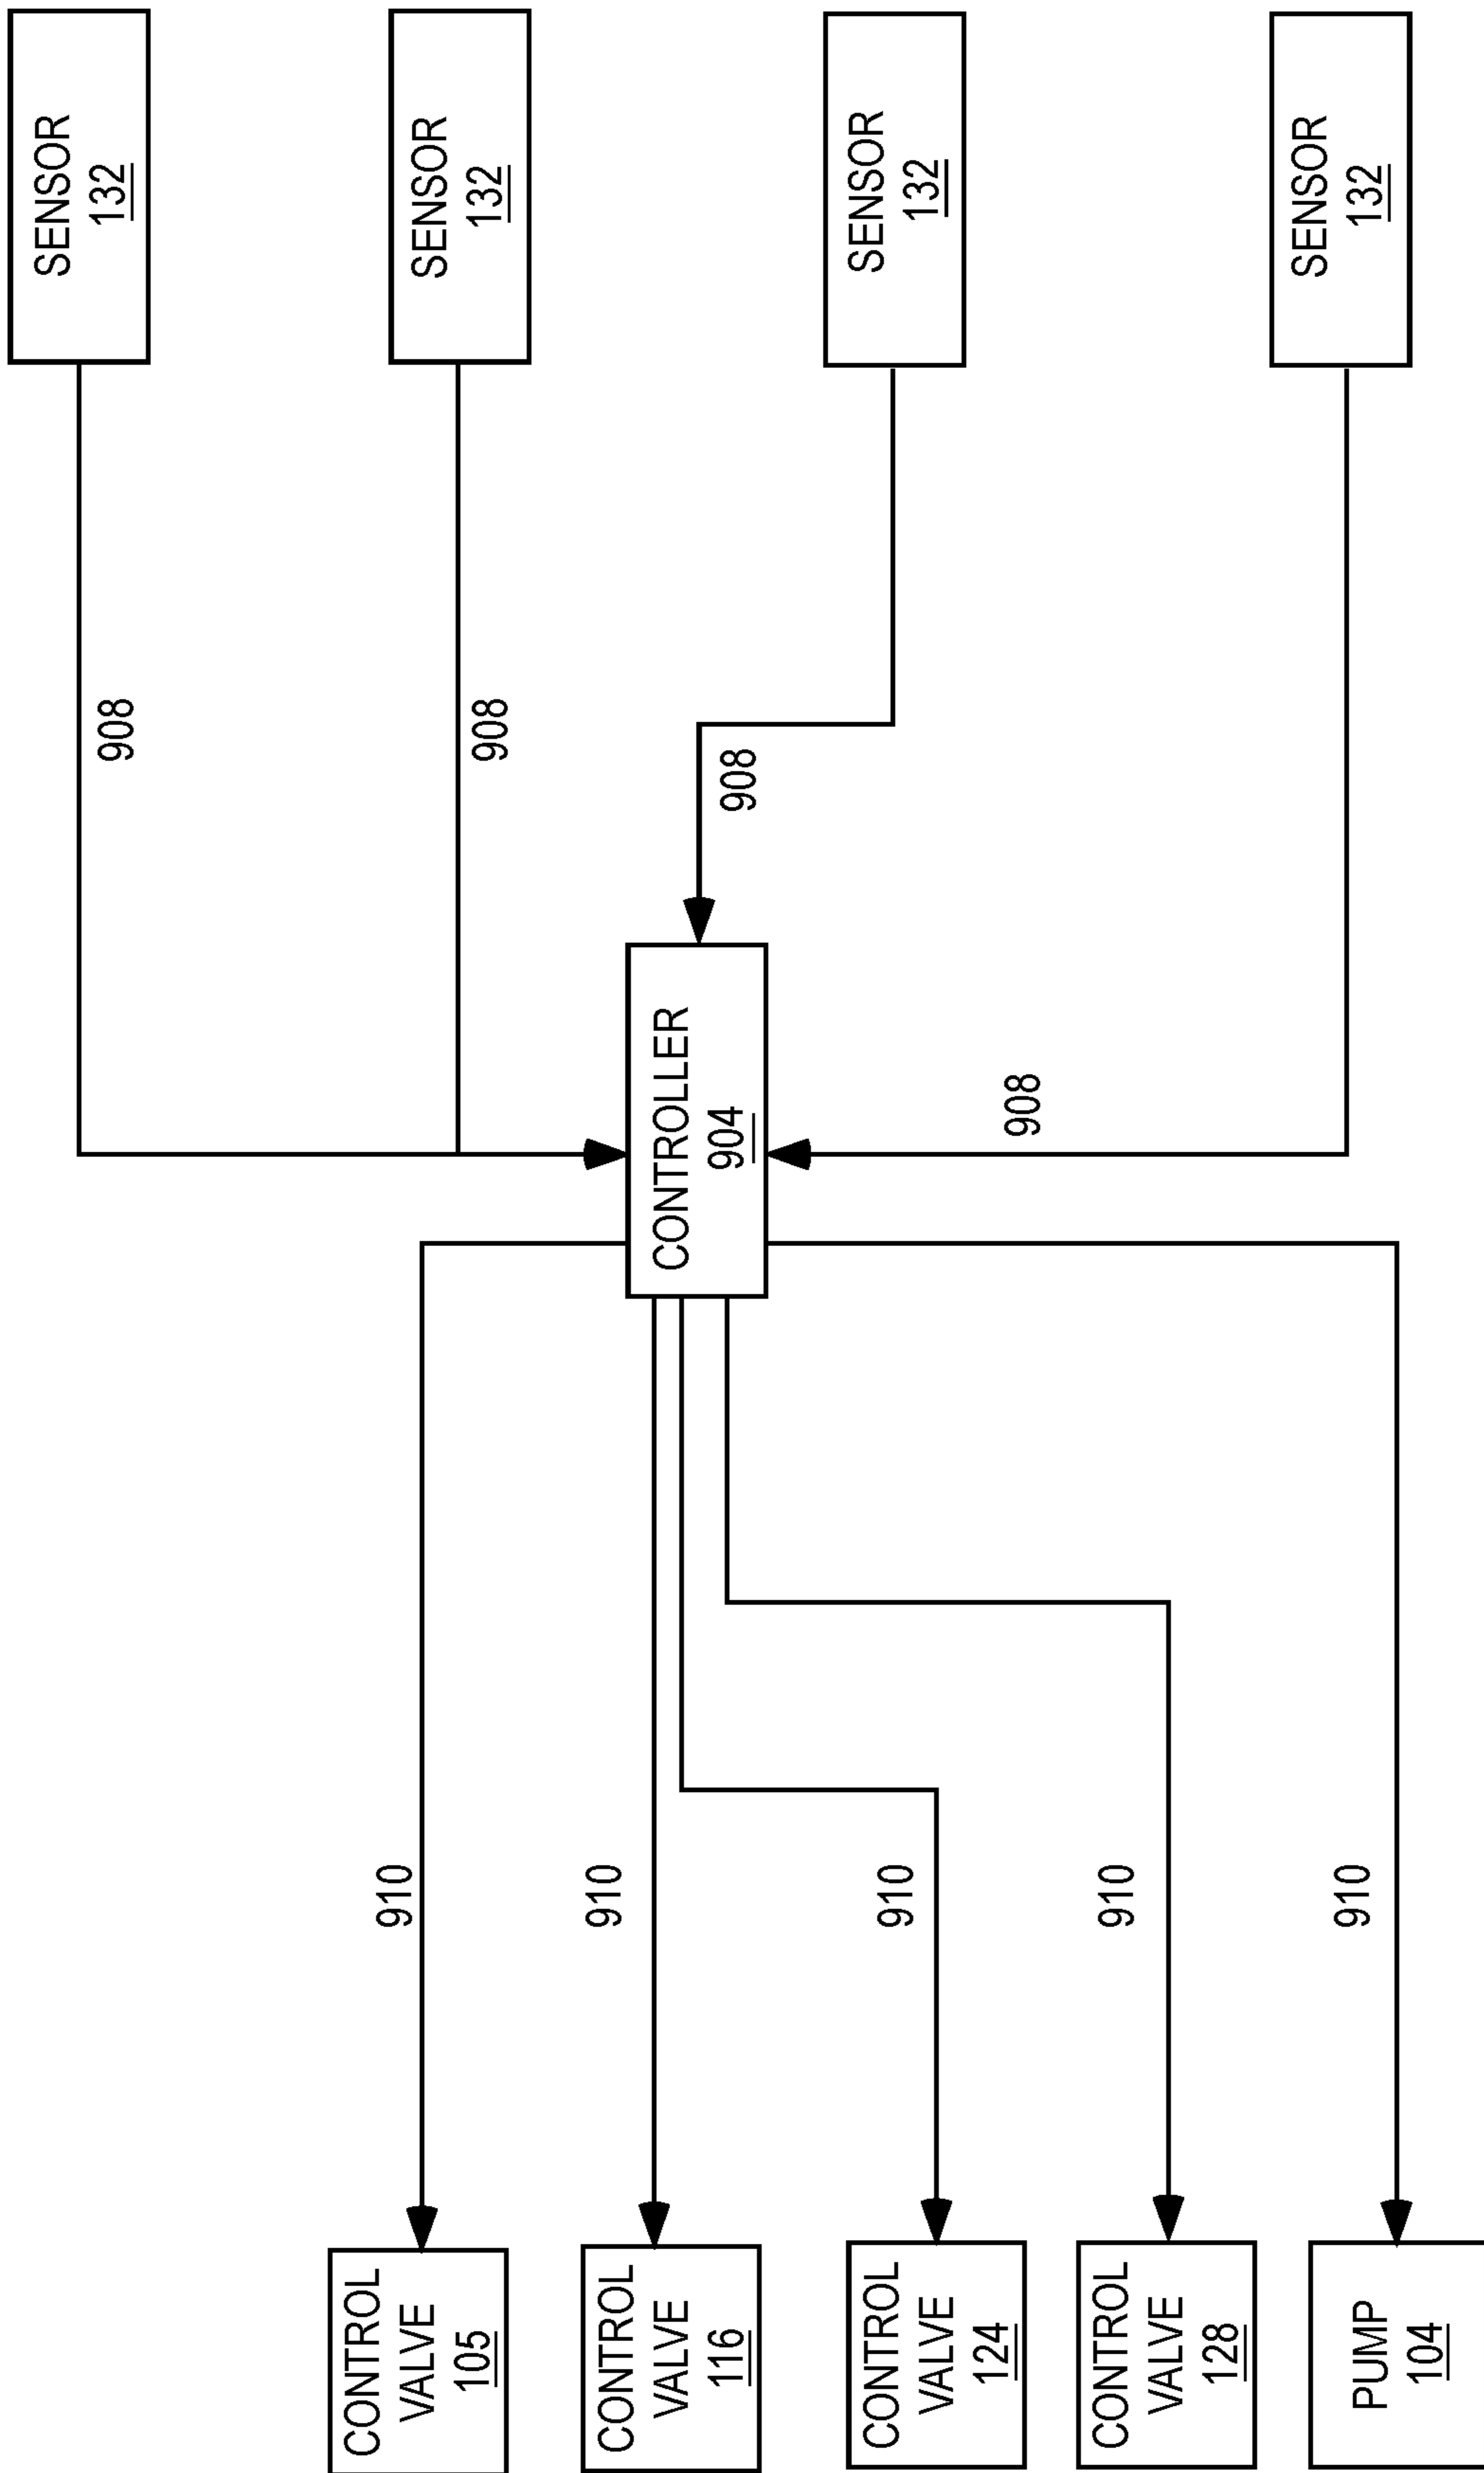 SENSOR
132
SENSOR
132
SENSOR
132
SENSOR
132
908
908
908
908
CONTROLLER
904
910
910
910
910
910
CONTROL
VALVE
105
CONTROL
VALVE
116
CONTROL
VALVE
124
CONTROL
VALVE
128
PUMP
104